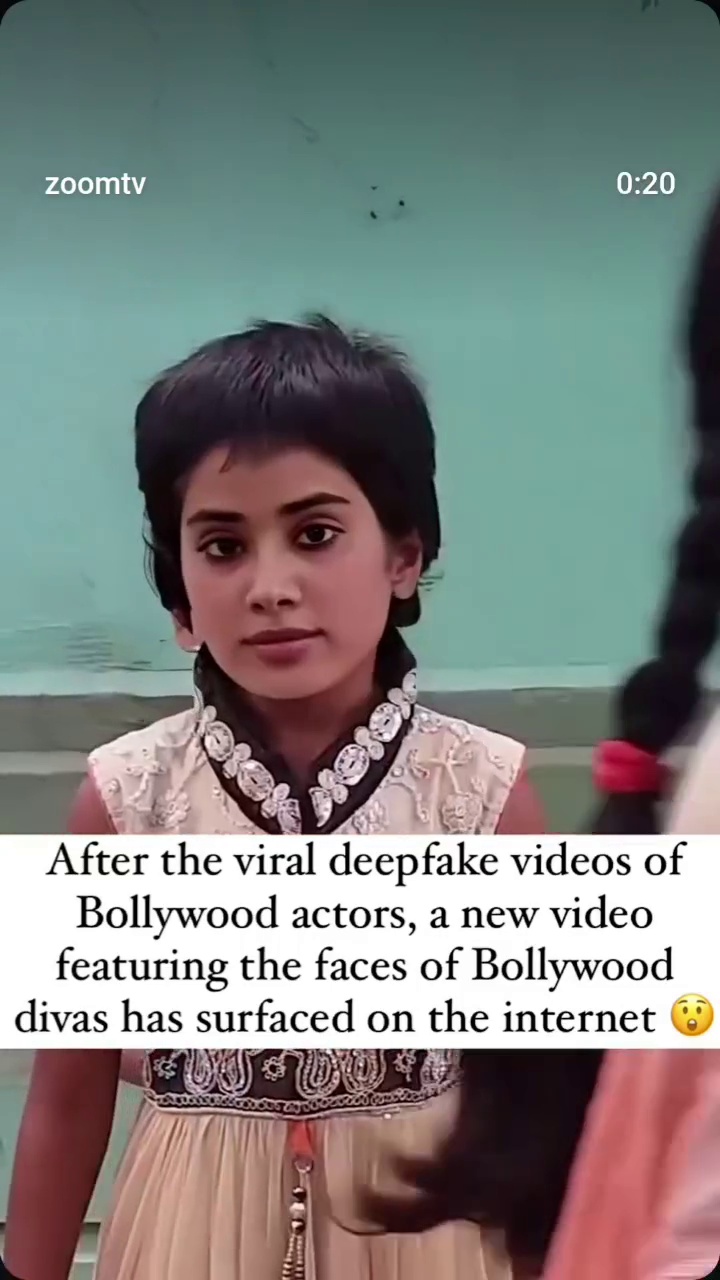 zoomtv 0:20
After the viral deepfake videos of
Bollywood actors, a new video
featuring the faces of Bollywood
divas has surfaced on the internet 😲